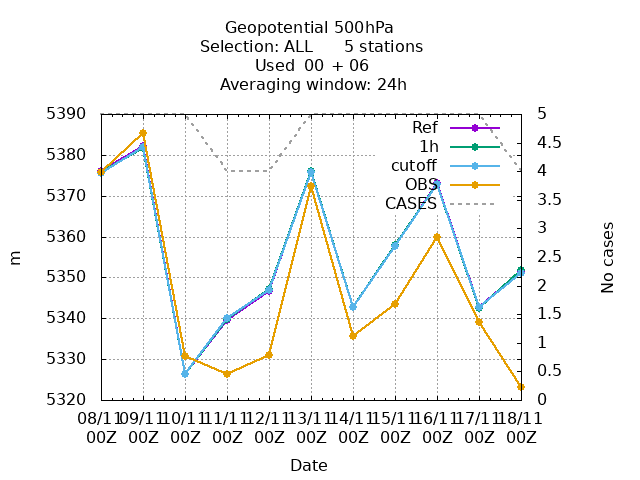 Geopotential 500hPa
Selection: ALL      5 stations
Used  00 + 06
Averaging window: 24h
5390
5380
5370
5360
5350
5340
5330
5320
m
5
4.5
4
3.5
3
2.5
2
1.5
1
0.5
0
No cases
Ref
1h
cutoff
OBS
CASES
08/11 09/11 10/11 11/11 12/11 13/11 14/11 15/11 16/11 17/11 18/11
00Z 00Z 00Z 00Z 00Z 00Z 00Z 00Z 00Z 00Z 00Z
Date